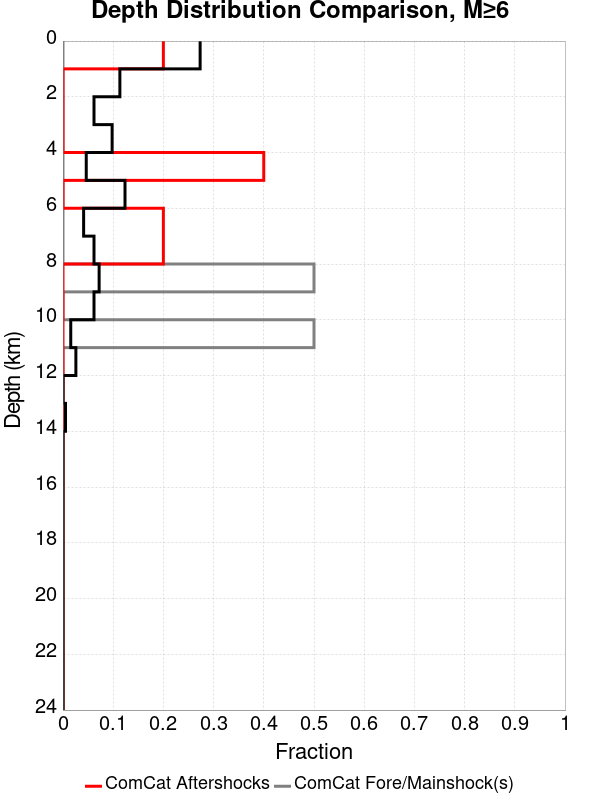 Depth Distribution Comparison, M≥6
0
2
4
6
8
10
12
14
16
18
20
22
24
Depth (km)
0 0.1 0.2 0.3 0.4 0.5 0.6 0.7 0.8 0.9 1
Fraction
ComCat Aftershocks ComCat Fore/Mainshock(s)